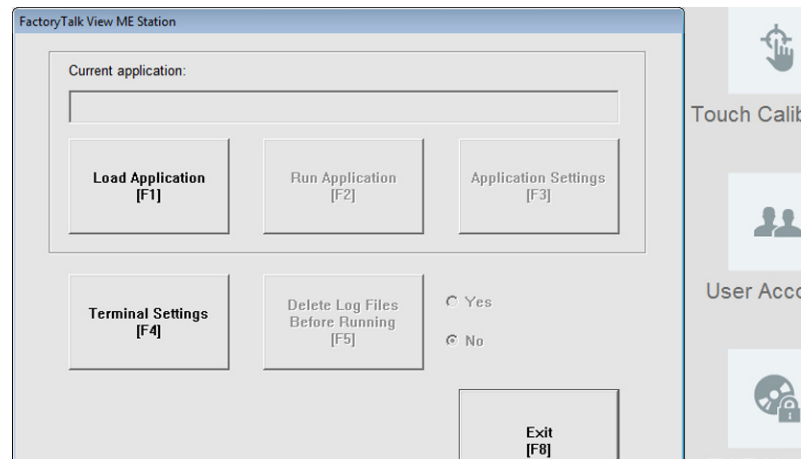 FactoryTalk View ME Station
Current application:
Load Application
[F1]
Run Application
[F2]
Application Settings
[F3]
Terminal Settings
[F4]
Delete Log Files
Before Running
[F5]
Yes
No
Exit
[F8]
Touch Calib
User Acco